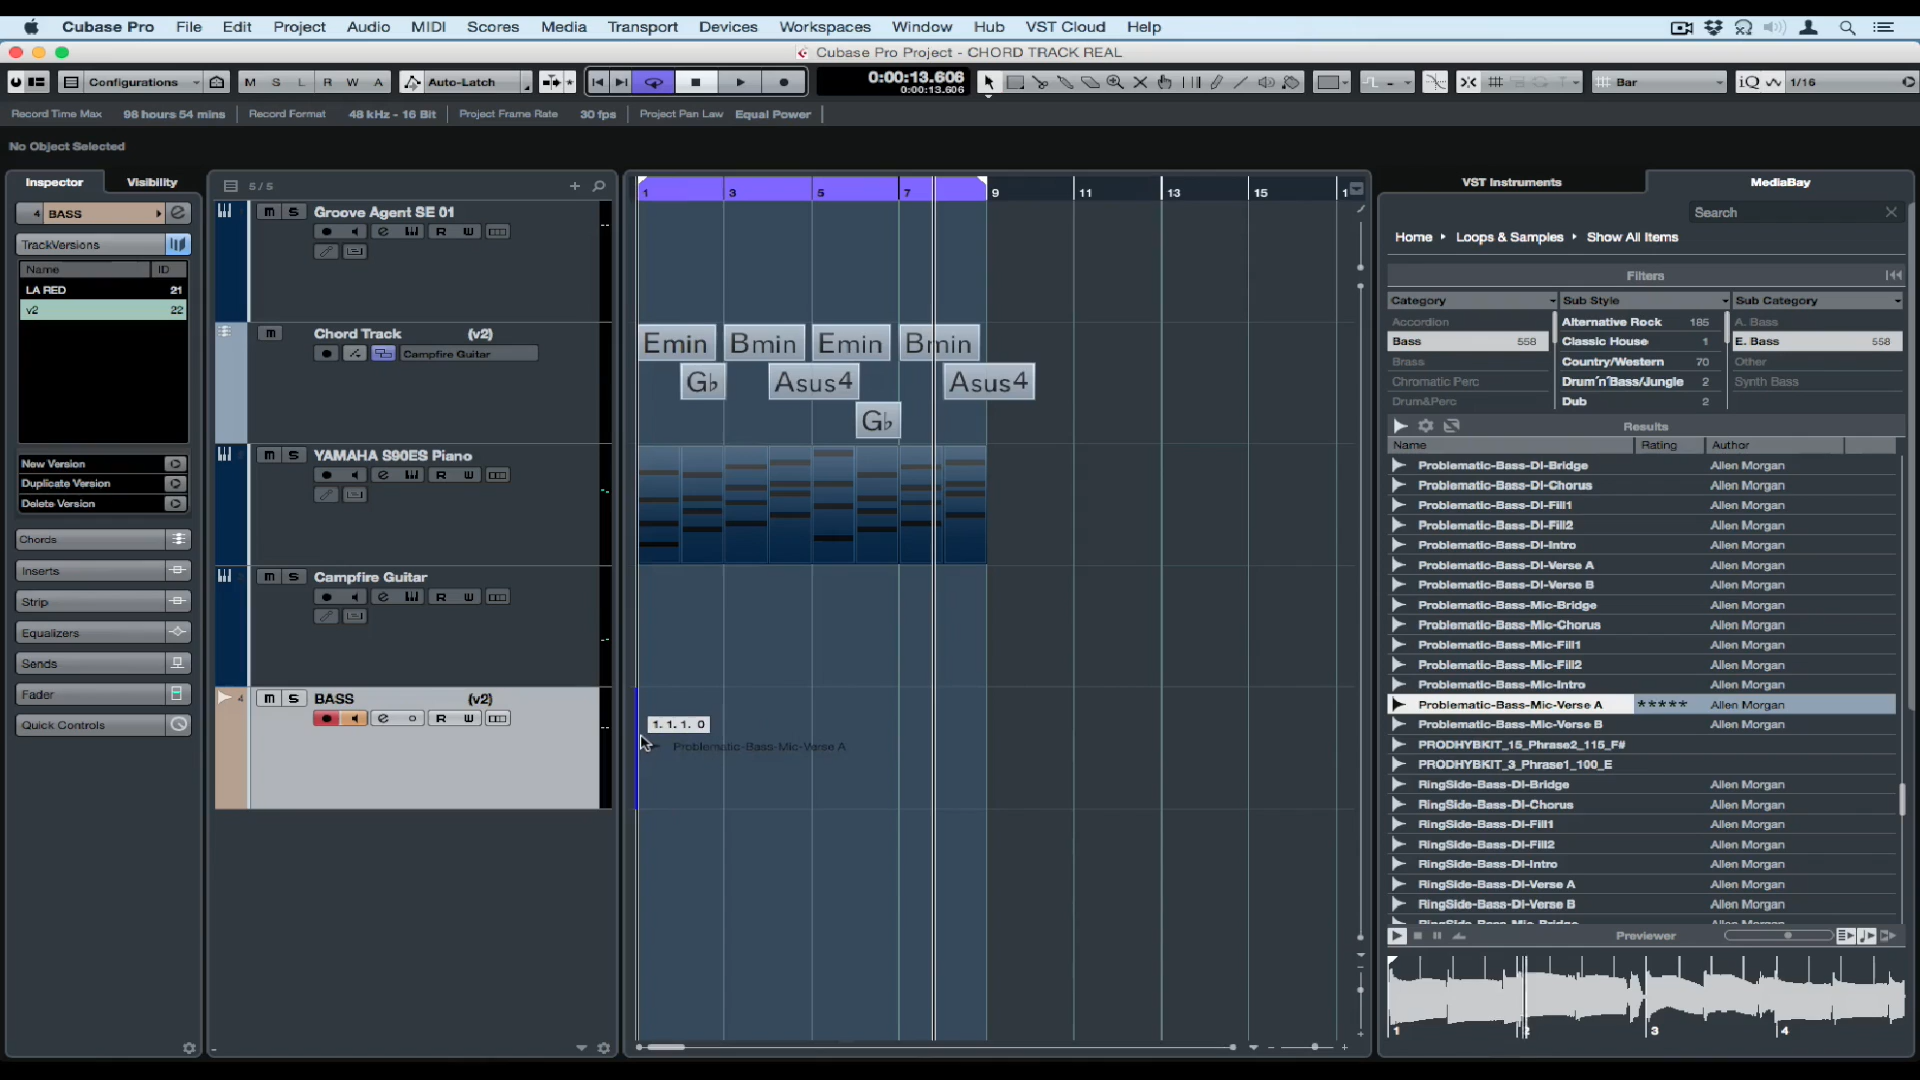 Cubase Pro File Edit Project Audio MIDI Scores Media Transport Devices Workspaces Window Hub VST Cloud Help
Cubase Pro Project - CHORD TRACK REAL
Configurations M S L R W A Auto-Latch 0:00:13.606 Bar iQ 1/16
0:00:13.606
Record Time Max 98 hours 54 mins Record Format 48 kHz - 16 Bit Project Frame Rate 30 fps Project Pan Law Equal Power
No Object Selected
Inspector Visibility
4 BASS
TrackVersions
Name ID
LA RED 21
v2 22
New Version
Duplicate Version
Delete Version
Chords
Inserts
Strip
Equalizers
Sends
Fader
Quick Controls
5/5
m S Groove Agent SE 01
R W
m Chord Track (v2)
Campfire Guitar
m S YAMAHA S90ES Piano
R W
m S Campfire Guitar
R W
4 m S BASS (v2)
R W
1 3 5 7 9 11 13 15 1
Emin Bmin Emin Bmin
G♭ Asus4 Asus4
G♭
1. 1. 1. 0
Problematic-Bass-Mic-Verse A
VST Instruments MediaBay
Search
Home Loops & Samples Show All Items
Filters
Category Sub Style Sub Category
Accordion Alternative Rock 185 A. Bass
Bass 558 Classic House 1 E. Bass 558
Brass Country/Western 70 Other
Chromatic Perc Drum´n´Bass/Jungle 2 Synth Bass
Drum&Perc Dub 2
Results
Name Rating Author
Problematic-Bass-DI-Bridge Allen Morgan
Problematic-Bass-DI-Chorus Allen Morgan
Problematic-Bass-DI-Fill1 Allen Morgan
Problematic-Bass-DI-Fill2 Allen Morgan
Problematic-Bass-DI-Intro Allen Morgan
Problematic-Bass-DI-Verse A Allen Morgan
Problematic-Bass-DI-Verse B Allen Morgan
Problematic-Bass-Mic-Bridge Allen Morgan
Problematic-Bass-Mic-Chorus Allen Morgan
Problematic-Bass-Mic-Fill1 Allen Morgan
Problematic-Bass-Mic-Fill2 Allen Morgan
Problematic-Bass-Mic-Intro Allen Morgan
Problematic-Bass-Mic-Verse A ***** Allen Morgan
Problematic-Bass-Mic-Verse B Allen Morgan
PRODHYBKIT_15_Phrase2_115_F#
PRODHYBKIT_3_Phrase1_100_E
RingSide-Bass-DI-Bridge Allen Morgan
RingSide-Bass-DI-Chorus Allen Morgan
RingSide-Bass-DI-Fill1 Allen Morgan
RingSide-Bass-DI-Fill2 Allen Morgan
RingSide-Bass-DI-Intro Allen Morgan
RingSide-Bass-DI-Verse A Allen Morgan
RingSide-Bass-DI-Verse B Allen Morgan
RingSide-Bass-Mic-Bridge Allen Morgan
Previewer
1 2 3 4